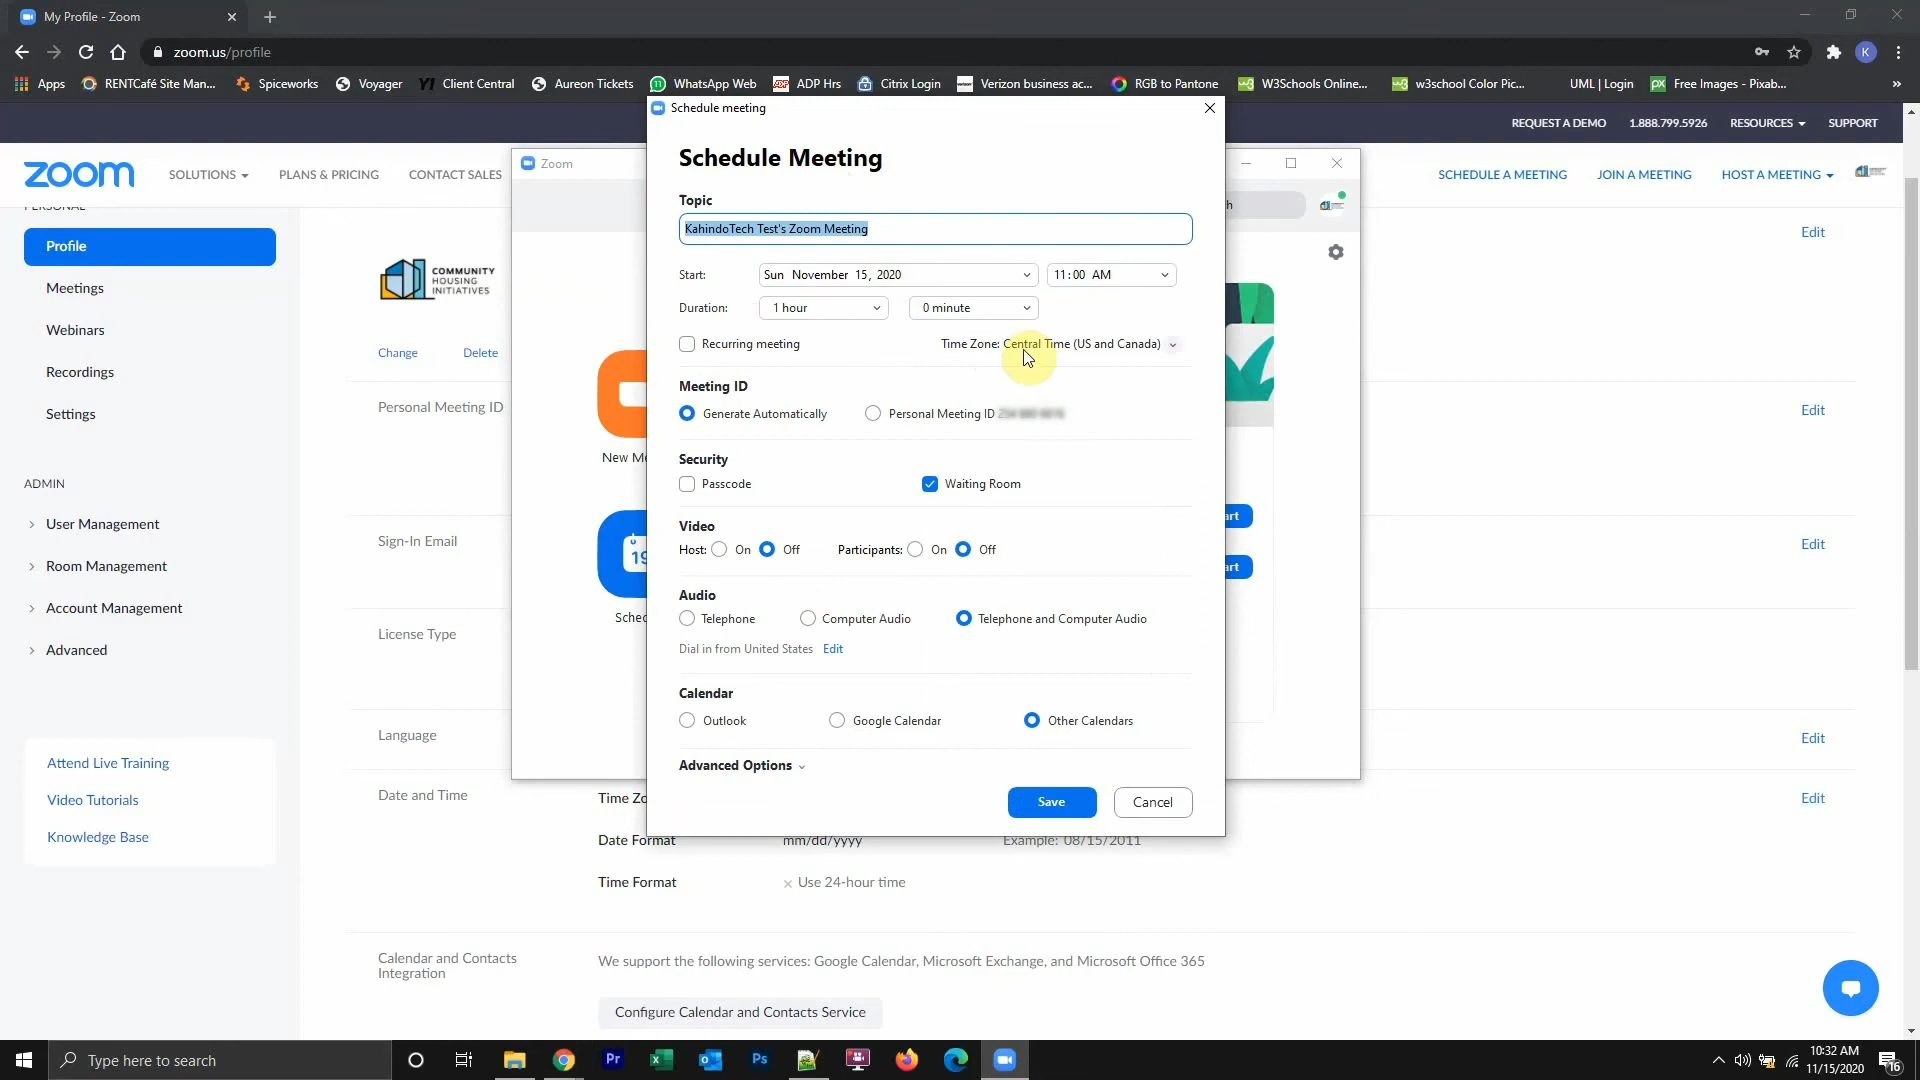 My Profile - Zoom
zoom.us/profile
K
Apps
RENTCafé Site Man...
Spiceworks
Voyager
Client Central
Aureon Tickets
WhatsApp Web
ADP Hrs
Citrix Login
Verizon business ac...
RGB to Pantone
W3Schools Online...
w3school Color Pic...
UML | Login
Free Images - Pixab...
REQUEST A DEMO
1.888.799.5926
RESOURCES
SUPPORT
zoom
SOLUTIONS
PLANS & PRICING
CONTACT SALES
SCHEDULE A MEETING
JOIN A MEETING
HOST A MEETING
PERSONAL
Profile
Meetings
Webinars
Recordings
Settings
ADMIN
User Management
Room Management
Account Management
Advanced
Attend Live Training
Video Tutorials
Knowledge Base
COMMUNITY
HOUSING
INITIATIVES
Change
Delete
Edit
Personal Meeting ID
Edit
Sign-In Email
Edit
License Type
Language
Edit
Date and Time
Time Zo
Edit
Date Format
mm/dd/yyyy
Example: 08/15/2011
Time Format
Use 24-hour time
Calendar and Contacts
Integration
We support the following services: Google Calendar, Microsoft Exchange, and Microsoft Office 365
Configure Calendar and Contacts Service
Zoom
h
New Me
19
Sched
art
art
Schedule meeting
Schedule Meeting
Topic
KahindoTech Test's Zoom Meeting
Start:
Sun November 15, 2020
11:00 AM
Duration:
1 hour
0 minute
Recurring meeting
Time Zone: Central Time (US and Canada)
Meeting ID
Generate Automatically
Personal Meeting ID
Security
Passcode
Waiting Room
Video
Host:
On
Off
Participants:
On
Off
Audio
Telephone
Computer Audio
Telephone and Computer Audio
Dial in from United States
Edit
Calendar
Outlook
Google Calendar
Other Calendars
Advanced Options
Save
Cancel
Type here to search
Pr
Ps
10:32 AM
11/15/2020
16